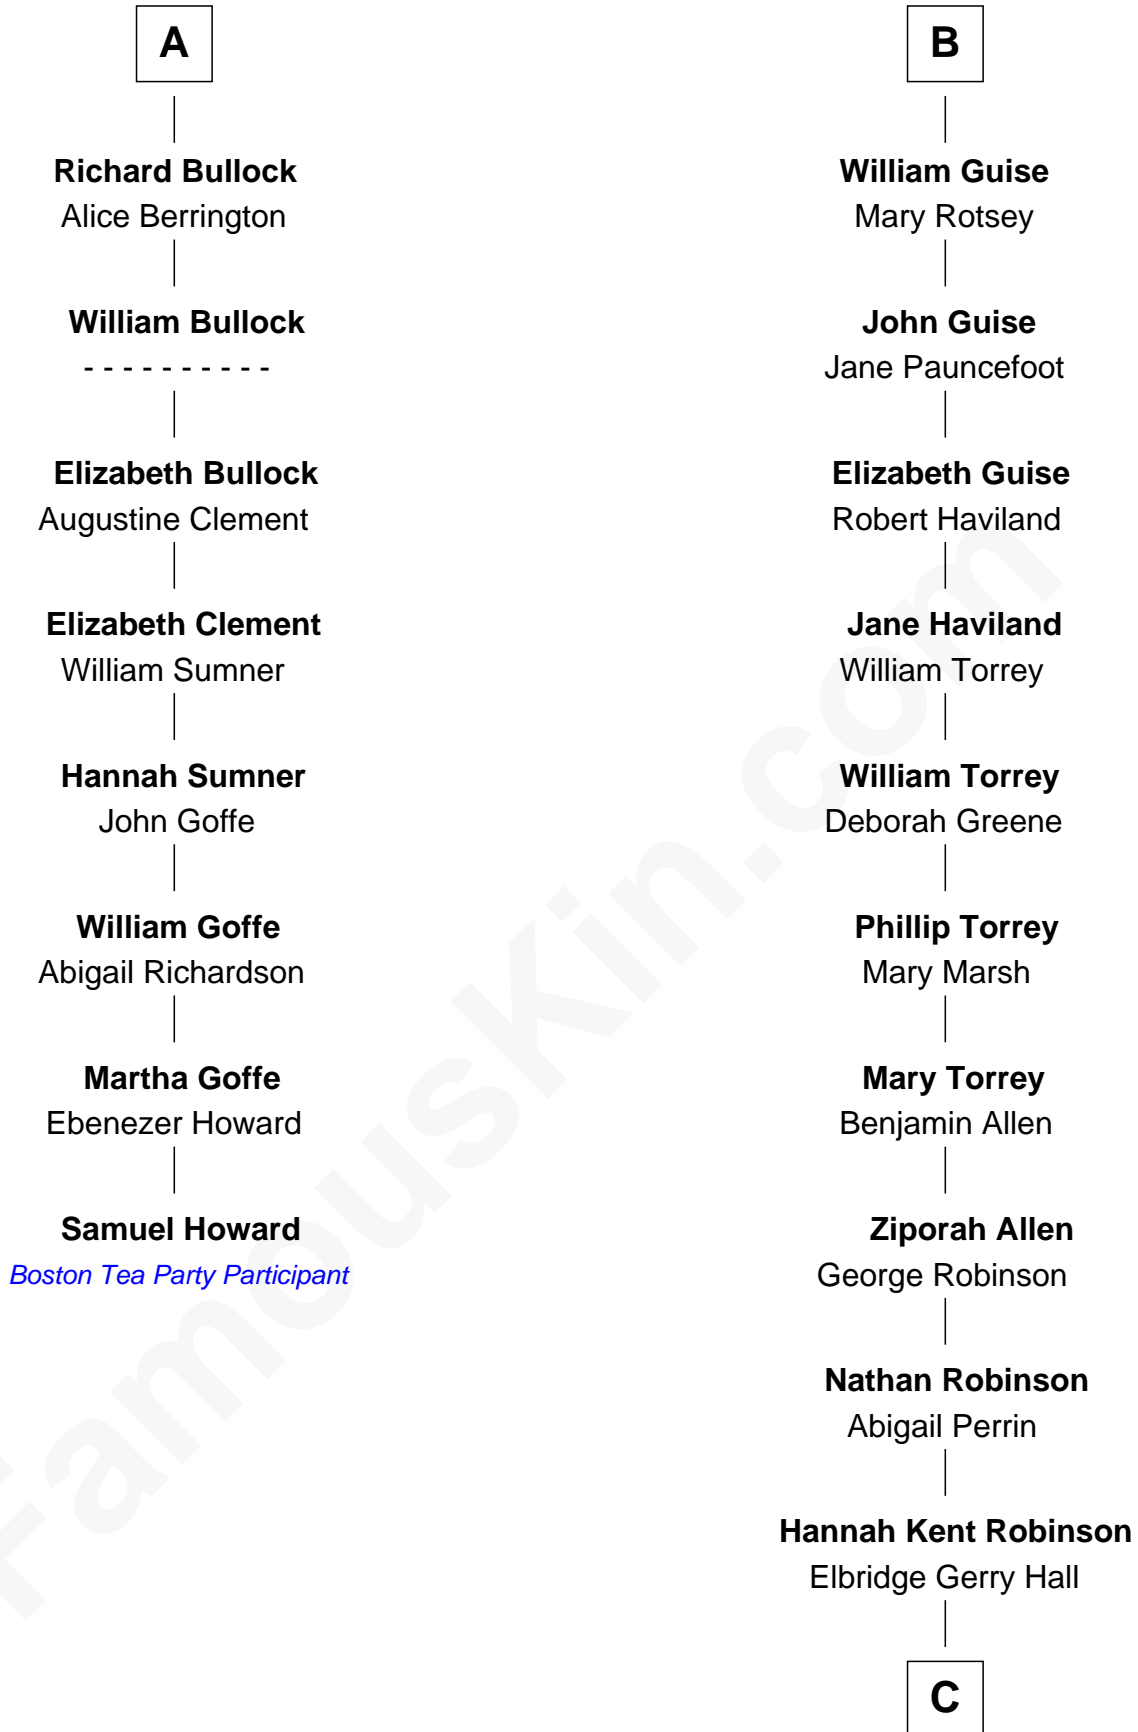 A
Richard Bullock
Alice Berrington
William Bullock
- - - - - - - - - -
Elizabeth Bullock
Augustine Clement
Elizabeth Clement
William Sumner
Hannah Sumner
John Goffe
William Goffe
Abigail Richardson
Martha Goffe
Ebenezer Howard
Samuel Howard
Boston Tea Party Participant
B
William Guise
Mary Rotsey
John Guise
Jane Pauncefoot
Elizabeth Guise
Robert Haviland
Jane Haviland
William Torrey
William Torrey
Deborah Greene
Phillip Torrey
Mary Marsh
Mary Torrey
Benjamin Allen
Ziporah Allen
George Robinson
Nathan Robinson
Abigail Perrin
Hannah Kent Robinson
Elbridge Gerry Hall
C
FamousKin.com